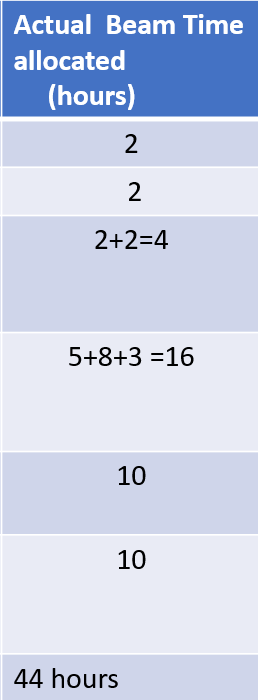 Actual Beam Time
allocated
(hours)
2
2
2+2=4
5+8+3 =16
10
10
44 hours